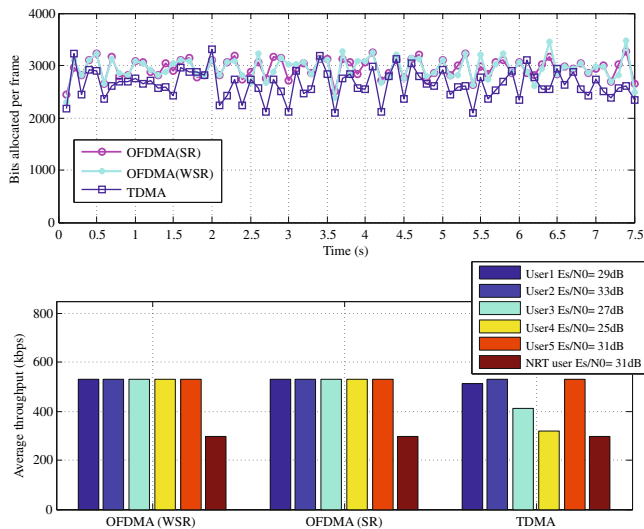 4000
3000
2000
1000
0
Bits allocated per frame
OFDMA(SR)
OFDMA(WSR)
TDMA
0 0.5 1 1.5 2 2.5 3 3.5 4 4.5 5 5.5 6 6.5 7 7.5
Time (s)
User1 Es/N0= 29dB
User2 Es/N0= 33dB
User3 Es/N0= 27dB
User4 Es/N0= 25dB
User5 Es/N0= 31dB
NRT user Es/N0= 31dB
800
600
400
200
0
Average throughput (kbps)
OFDMA (WSR) OFDMA (SR) TDMA